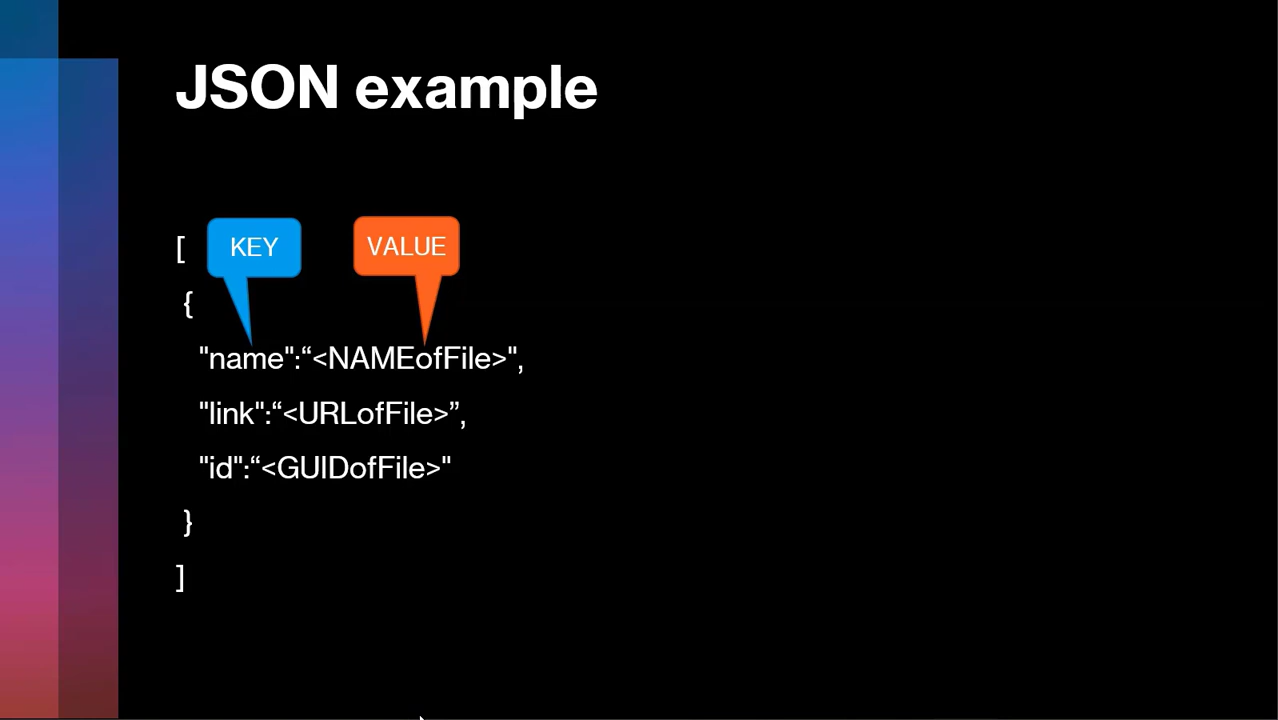 JSON example
[
KEY
VALUE
{
"name":“<NAMEofFile>",
"link":“<URLofFile>”,
"id":“<GUIDofFile>"
}
]